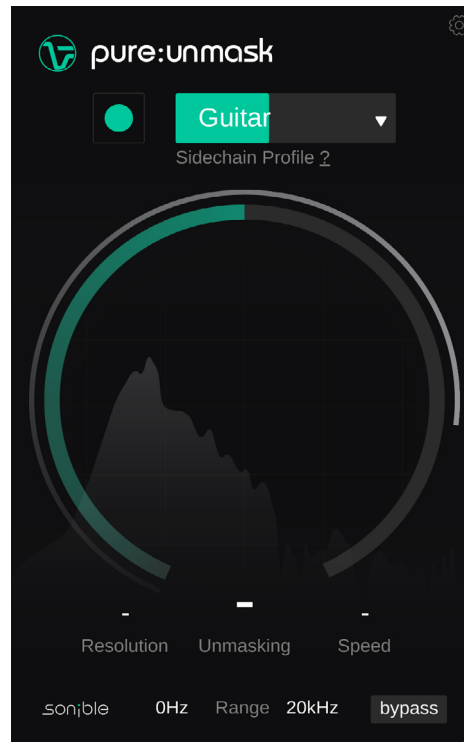 pure:unmask
Guitar
Sidechain Profile ?
- - -
Resolution Unmasking Speed
sonible 0Hz Range 20kHz bypass